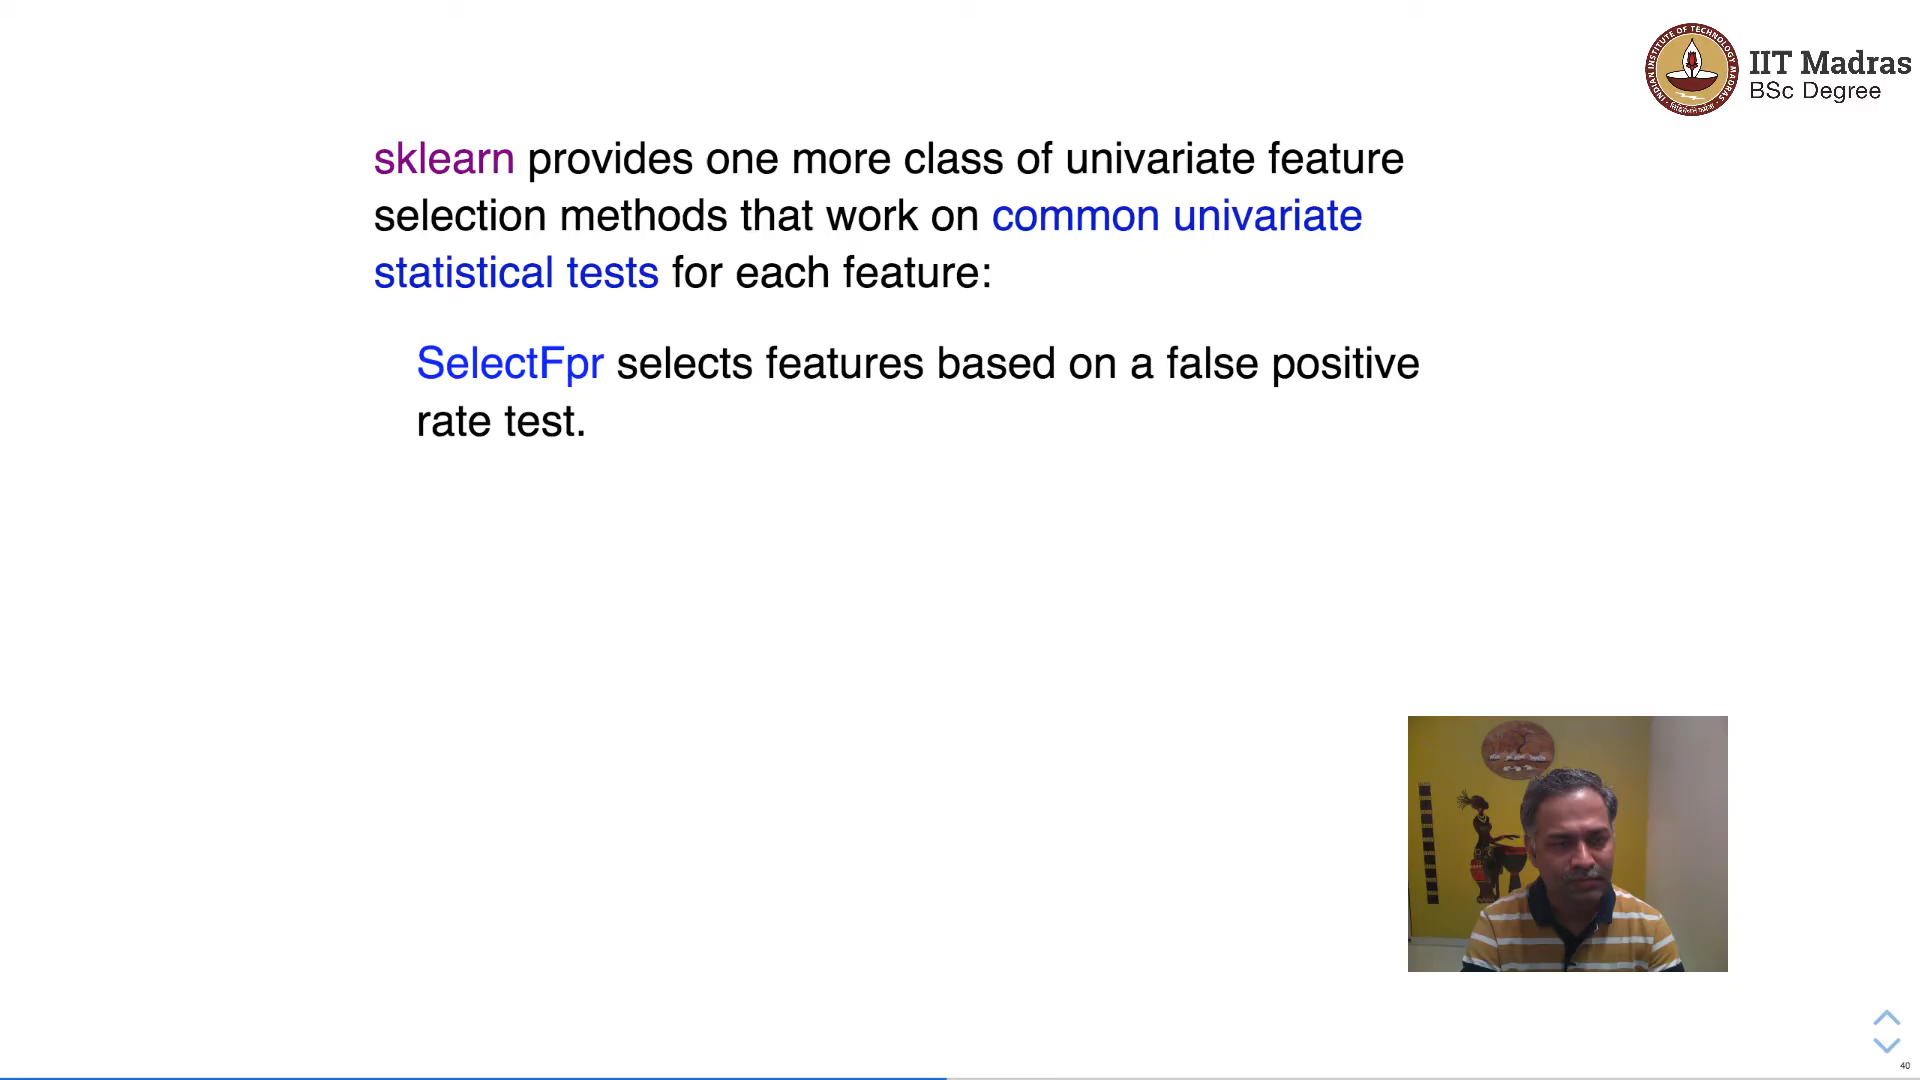 IIT Madras
BSc Degree
sklearn provides one more class of univariate feature
selection methods that work on common univariate
statistical tests for each feature:
SelectFpr selects features based on a false positive
rate test.
40